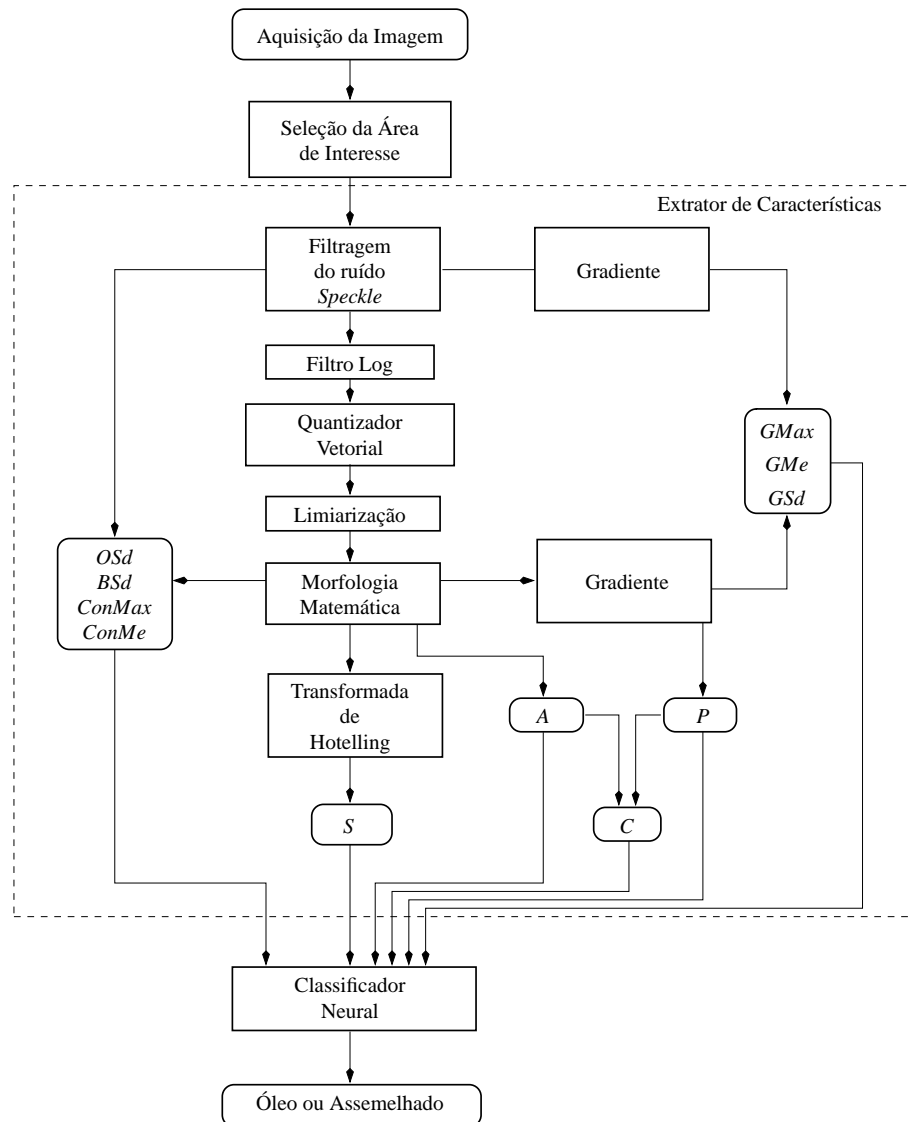 Aquisição da Imagem
Seleção da Área
de Interesse
Extrator de Características
Filtragem
do ruído
Speckle
Gradiente
Filtro Log
Quantizador
Vetorial
GMax
GMe
GSd
Limiarização
OSd
BSd
ConMax
ConMe
Morfologia
Matemática
Gradiente
Transformada
de
Hotelling
A
P
S
C
Classificador
Neural
Óleo ou Assemelhado